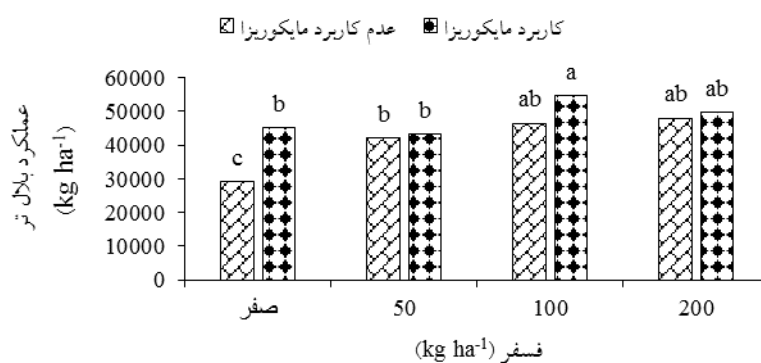 عدم کاربرد مایکوریزا کاربرد مایکوریزا
عملکرد بلال تر
(kg ha-1)
60000
50000
40000
30000
20000
10000
0
c b b b ab a ab ab
صفر 50 100 200
فسفر (kg ha-1)